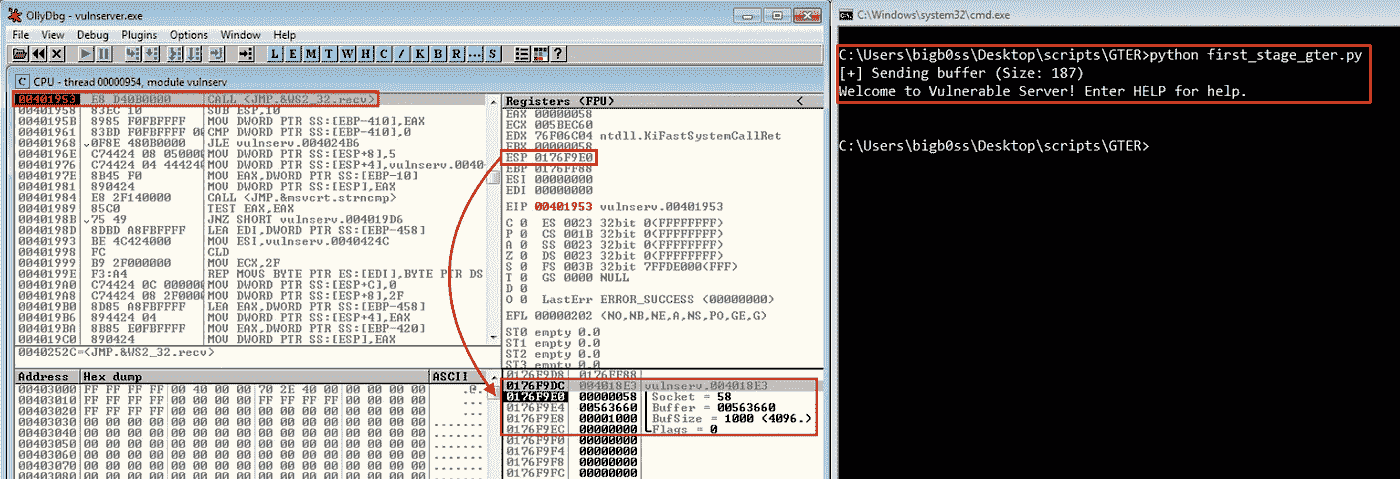 OllyDbg - vulnserver.exe
File View Debug Plugins Options Window Help
L E M T W H C / K B R ... S
C CPU - thread 00000954, module vulnserv
00401953 E8 D40B0000 CALL <JMP.&WS2_32.recv>
00401958 83EC 10 SUB ESP,10
0040195B 8985 F0FBFFFF MOV DWORD PTR SS:[EBP-410],EAX
00401961 83BD F0FBFFFF 00 CMP DWORD PTR SS:[EBP-410],0
00401968 0F8E 480B0000 JLE vulnserv.004024B6
0040196E C74424 08 050000 MOV DWORD PTR SS:[ESP+8],5
00401976 C74424 04 444240 MOV DWORD PTR SS:[ESP+4],vulnserv.0040
0040197E 8B45 F0 MOV EAX,DWORD PTR SS:[EBP-10]
00401981 890424 MOV DWORD PTR SS:[ESP],EAX
00401984 E8 2F140000 CALL <JMP.&msvcrt.strncmp>
00401989 85C0 TEST EAX,EAX
0040198B 75 49 JNZ SHORT vulnserv.004019D6
0040198D 8DBD A8FBFFFF LEA EDI,DWORD PTR SS:[EBP-458]
00401993 BE 4C424000 MOV ESI,vulnserv.0040424C
00401998 FC CLD
00401999 B9 2F000000 MOV ECX,2F
0040199E F3:A4 REP MOVS BYTE PTR ES:[EDI],BYTE PTR DS
004019A0 C74424 0C 000000 MOV DWORD PTR SS:[ESP+C],0
004019A8 C74424 08 2F0000 MOV DWORD PTR SS:[ESP+8],2F
004019B0 8D85 A8FBFFFF LEA EAX,DWORD PTR SS:[EBP-458]
004019B6 894424 04 MOV DWORD PTR SS:[ESP+4],EAX
004019BA 8B85 E0FBFFFF MOV EAX,DWORD PTR SS:[EBP-420]
004019C0 890424 MOV DWORD PTR SS:[ESP],EAX
0040252C=<JMP.&WS2_32.recv>
Registers (FPU) <
EAX 00000058
ECX 005BEC60
EDX 76F06C04 ntdll.KiFastSystemCallRet
EBX 00000058
ESP 0176F9E0
EBP 0176FF88
ESI 00000000
EDI 00000000
EIP 00401953 vulnserv.00401953
C 0 ES 0023 32bit 0(FFFFFFFF)
P 0 CS 001B 32bit 0(FFFFFFFF)
A 0 SS 0023 32bit 0(FFFFFFFF)
Z 0 DS 0023 32bit 0(FFFFFFFF)
S 0 FS 003B 32bit 7FFDE000(FFF)
T 0 GS 0000 NULL
D 0
O 0 LastErr ERROR_SUCCESS (00000000)
EFL 00000202 (NO,NB,NE,A,NS,PO,GE,G)
ST0 empty 0.0
ST1 empty 0.0
ST2 empty 0.0
ST3 empty 0.0
Address Hex dump ASCII
00403000 FF FF FF FF 00 40 00 00 70 2E 40 00 00 00 00 00 .@.
00403010 FF FF FF FF 00 00 00 00 FF FF FF FF 00 00 00 00 ...
00403020 FF FF FF FF 00 00 00 00 00 00 00 00 00 00 00 00
00403030 00 00 00 00 00 00 00 00 00 00 00 00 00 00 00 00
00403040 00 00 00 00 00 00 00 00 00 00 00 00 00 00 00 00
00403050 00 00 00 00 00 00 00 00 00 00 00 00 00 00 00 00
00403060 00 00 00 00 00 00 00 00 00 00 00 00 00 00 00 00
00403070 00 00 00 00 00 00 00 00 00 00 00 00 00 00 00 00
00403080 00 00 00 00 00 00 00 00 00 00 00 00 00 00 00 00
0176F9D8 0176FF88
0176F9DC 004018E3 vulnserv.004018E3
0176F9E0 00000058 Socket = 58
0176F9E4 00563660 Buffer = 00563660
0176F9E8 00001000 BufSize = 1000 (4096.)
0176F9EC 00000000 Flags = 0
0176F9F0 00000000
0176F9F4 00000000
0176F9F8 00000000
0176F9FC 00000000
C:\Windows\system32\cmd.exe
C:\Users\bigb0ss\Desktop\scripts\GTER>python first_stage_gter.py
[+] Sending buffer (Size: 187)
Welcome to Vulnerable Server! Enter HELP for help.
C:\Users\bigb0ss\Desktop\scripts\GTER>